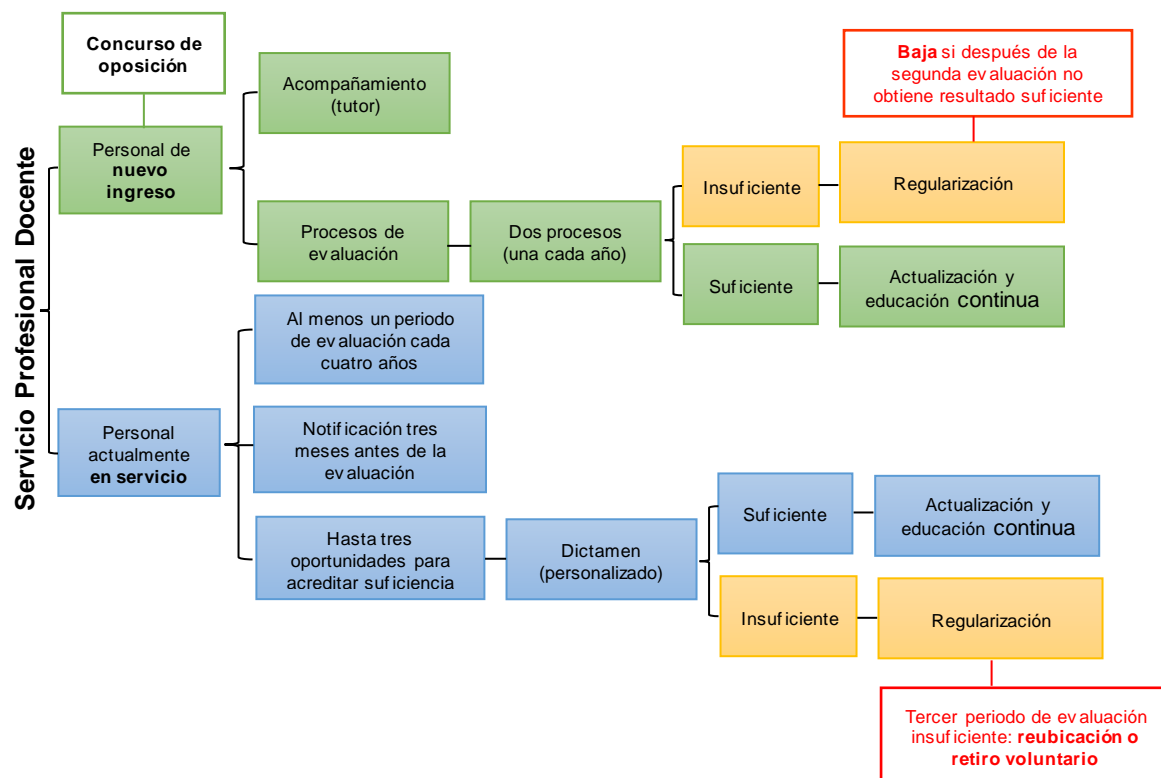 Servicio Profesional Docente
Concurso de
oposición
Personal de
nuevo
ingreso
Acompañamiento
(tutor)
Procesos de
evaluación
Dos procesos
(una cada año)
Insuficiente
Regularización
Baja si después de la
segunda evaluación no
obtiene resultado suficiente
Suficiente
Actualización y
educación continua
Personal
actualmente
en servicio
Al menos un periodo
de evaluación cada
cuatro años
Notificación tres
meses antes de la
evaluación
Hasta tres
oportunidades para
acreditar suficiencia
Dictamen
(personalizado)
Suficiente
Actualización y
educación continua
Insuficiente
Regularización
Tercer periodo de evaluación
insuficiente: reubicación o
retiro voluntario